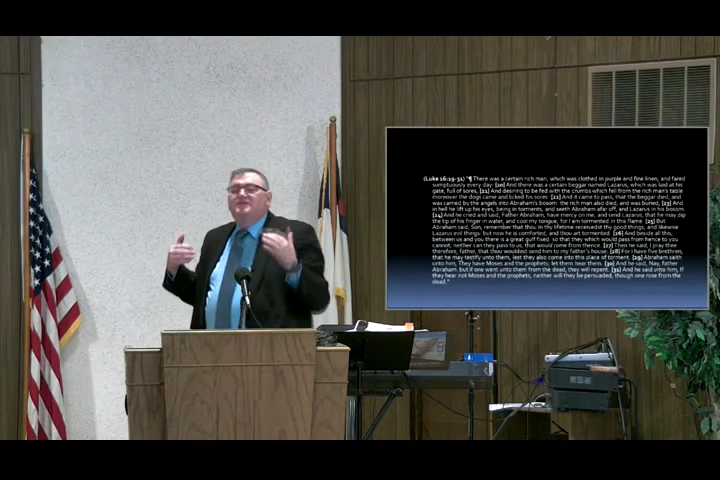 (Luke 16:19-31) "¶ There was a certain rich man, which was clothed in purple and fine linen, and fared
sumptuously every day: [20] And there was a certain beggar named Lazarus, which was laid at his
gate, full of sores, [21] And desiring to be fed with the crumbs which fell from the rich man's table:
moreover the dogs came and licked his sores. [22] And it came to pass, that the beggar died, and
was carried by the angels into Abraham's bosom: the rich man also died, and was buried; [23] And
in hell he lift up his eyes, being in torments, and seeth Abraham afar off, and Lazarus in his bosom.
[24] And he cried and said, Father Abraham, have mercy on me, and send Lazarus, that he may dip
the tip of his finger in water, and cool my tongue; for I am tormented in this flame. [25] But
Abraham said, Son, remember that thou in thy lifetime receivedst thy good things, and likewise
Lazarus evil things: but now he is comforted, and thou art tormented. [26] And beside all this,
between us and you there is a great gulf fixed: so that they which would pass from hence to you
cannot; neither can they pass to us, that would come from thence. [27] Then he said, I pray thee
therefore, father, that thou wouldest send him to my father's house: [28] For I have five brethren;
that he may testify unto them, lest they also come into this place of torment. [29] Abraham saith
unto him, They have Moses and the prophets; let them hear them. [30] And he said, Nay, father
Abraham: but if one went unto them from the dead, they will repent. [31] And he said unto him, If
they hear not Moses and the prophets, neither will they be persuaded, though one rose from the
dead."